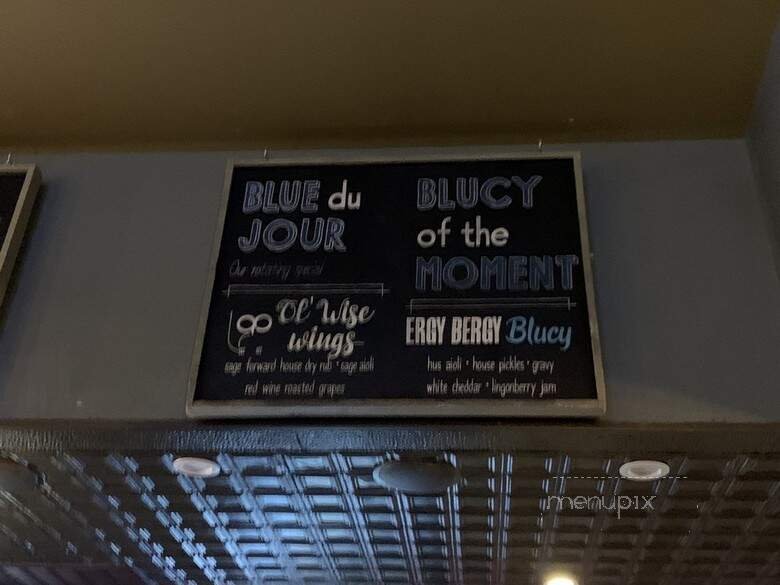 BLUE du
JOUR
Our rotating special
Ol' Wise
wings
sage forward house dry rub • sage aioli
red wine roasted grapes
BLUCY
of the
MOMENT
ERGY BERGY Blucy
hus aioli • house pickles • gravy
white cheddar • lingonberry jam
menupix